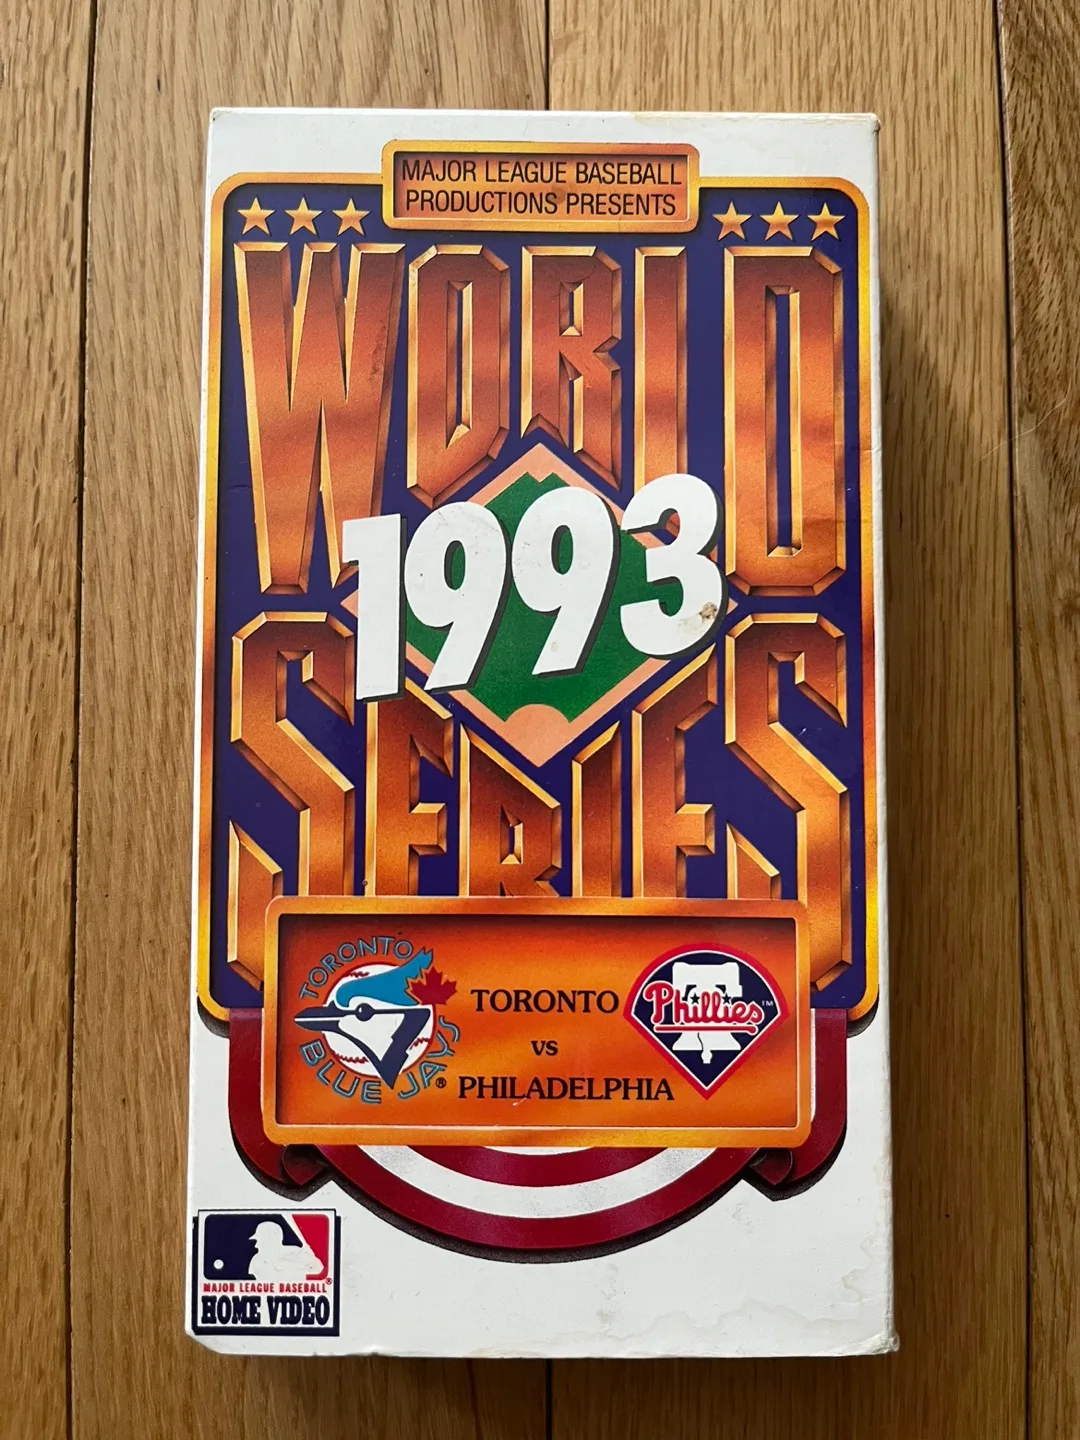 MAJOR LEAGUE BASEBALL
PRODUCTIONS PRESENTS
WORLD
1993
SERIES
TORONTO
BLUE JAYS ®
TORONTO
vs
PHILADELPHIA
Phillies ™
MAJOR LEAGUE BASEBALL®
HOME VIDEO